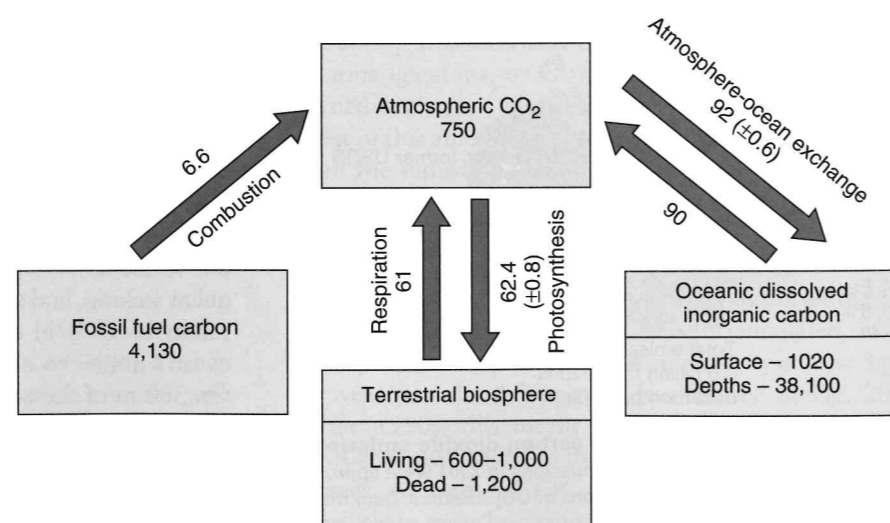 Atmospheric CO₂
750
Atmosphere-ocean exchange
92 (±0.6)
90
6.6
Combustion
Respiration
61
62.4
(±0.8)
Photosynthesis
Fossil fuel carbon
4,130
Oceanic dissolved
inorganic carbon
Surface – 1020
Depths – 38,100
Terrestrial biosphere
Living – 600–1,000
Dead – 1,200